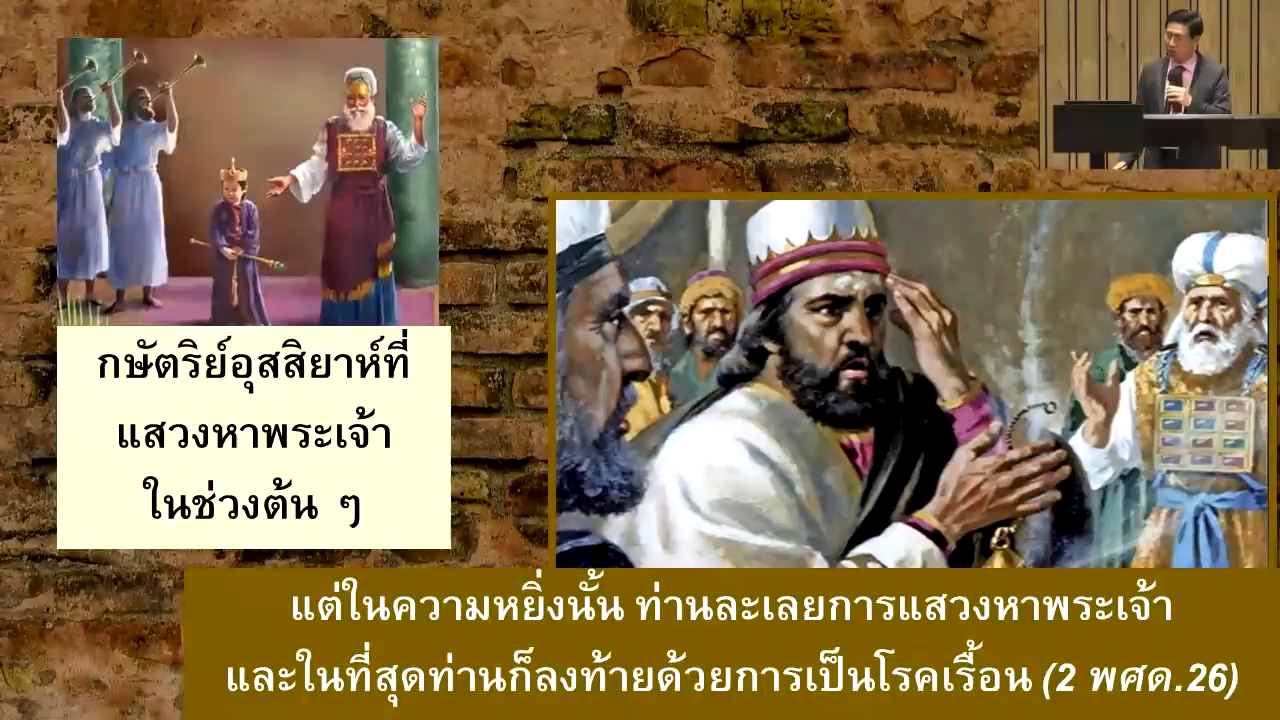 กษัตริย์อุสสิยาห์ที่
แสวงหาพระเจ้า
ในช่วงต้น ๆ
แต่ในความหยิ่งนั้น ท่านละเลยการแสวงหาพระเจ้า
และในที่สุดท่านก็ลงท้ายด้วยการเป็นโรคเรื้อน (2 พศด.26)